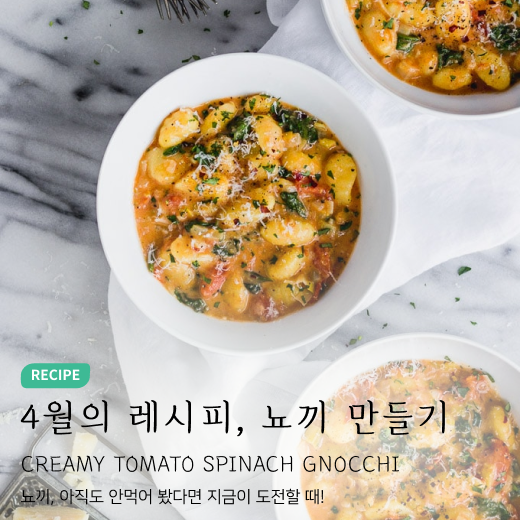 RECIPE
4월의 레시피, 뇨끼 만들기
CREAMY TOMATO SPINACH GNOCCHI
뇨끼, 아직도 안먹어 봤다면 지금이 도전할 때!